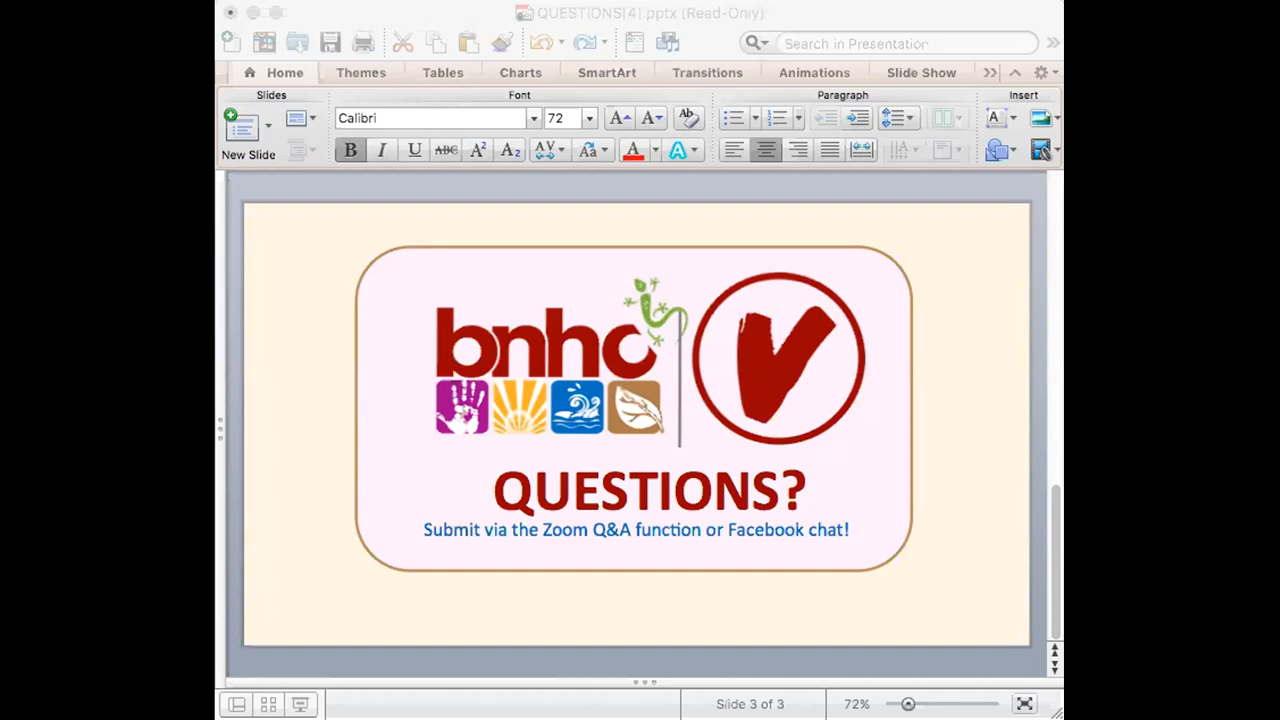 QUESTIONS[4].pptx (Read-Only)
Search in Presentation
Home Themes Tables Charts SmartArt Transitions Animations Slide Show
Slides Font Paragraph Insert
Calibri 72
New Slide
bnhc
QUESTIONS?
Submit via the Zoom Q&A function or Facebook chat!
Slide 3 of 3 72%